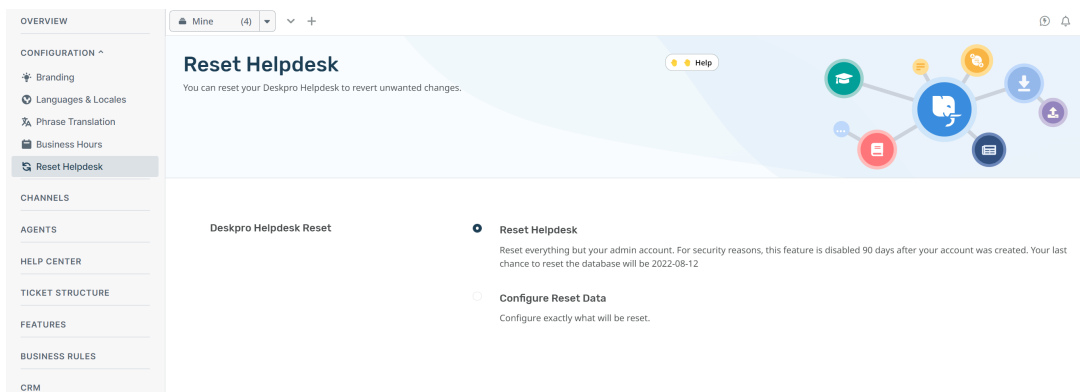 OVERVIEW
Mine (4)
CONFIGURATION
Branding
Languages & Locales
Phrase Translation
Business Hours
Reset Helpdesk
CHANNELS
AGENTS
HELP CENTER
TICKET STRUCTURE
FEATURES
BUSINESS RULES
CRM
Reset Helpdesk
You can reset your Deskpro Helpdesk to revert unwanted changes.
Help
Deskpro Helpdesk Reset
Reset Helpdesk
Reset everything but your admin account. For security reasons, this feature is disabled 90 days after your account was created. Your last
chance to reset the database will be 2022-08-12
Configure Reset Data
Configure exactly what will be reset.